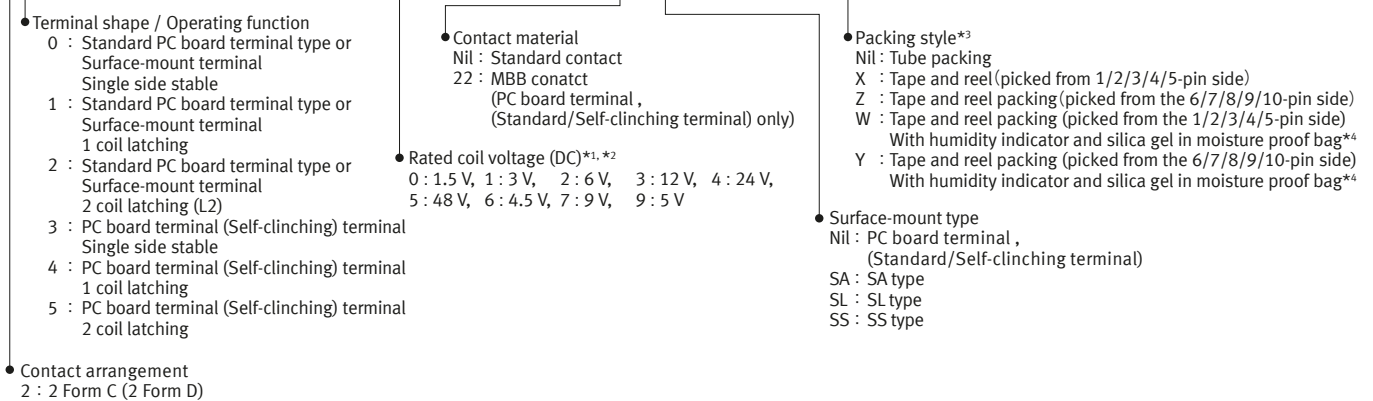 Terminal shape / Operating function
0 : Standard PC board terminal type or
Surface-mount terminal
Single side stable
1 : Standard PC board terminal type or
Surface-mount terminal
1 coil latching
2 : Standard PC board terminal type or
Surface-mount terminal
2 coil latching (L2)
3 : PC board terminal (Self-clinching) terminal
Single side stable
4 : PC board terminal (Self-clinching) terminal
1 coil latching
5 : PC board terminal (Self-clinching) terminal
2 coil latching
Contact arrangement
2 : 2 Form C (2 Form D)
Contact material
Nil : Standard contact
22 : MBB conatct
(PC board terminal ,
(Standard/Self-clinching terminal) only)
Rated coil voltage (DC)*1, *2
0 : 1.5 V, 1 : 3 V, 2 : 6 V, 3 : 12 V, 4 : 24 V,
5 : 48 V, 6 : 4.5 V, 7 : 9 V, 9 : 5 V
Packing style*3
Nil : Tube packing
X : Tape and reel(picked from 1/2/3/4/5-pin side)
Z : Tape and reel packing(picked from the 6/7/8/9/10-pin side)
W : Tape and reel packing (picked from the 1/2/3/4/5-pin side)
With humidity indicator and silica gel in moisture proof bag*4
Y : Tape and reel packing (picked from the 6/7/8/9/10-pin side)
With humidity indicator and silica gel in moisture proof bag*4
Surface-mount type
Nil : PC board terminal ,
(Standard/Self-clinching terminal)
SA : SA type
SL : SL type
SS : SS type